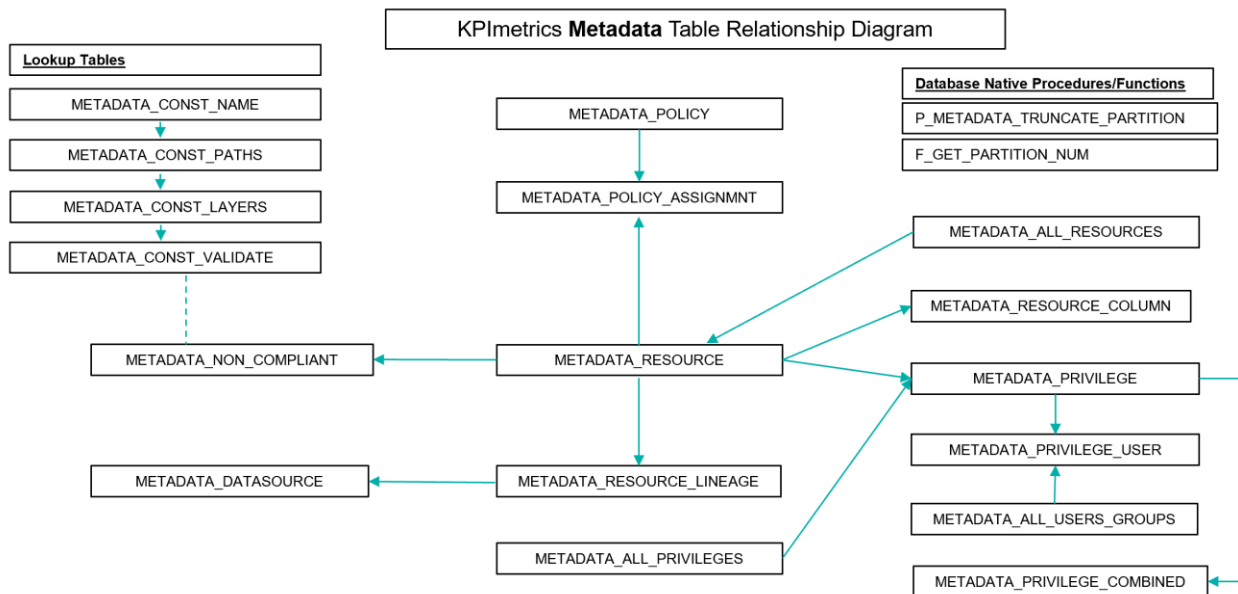 KPImetrics Metadata Table Relationship Diagram
Lookup Tables
METADATA_CONST_NAME
METADATA_CONST_PATHS
METADATA_CONST_LAYERS
METADATA_CONST_VALIDATE
METADATA_NON_COMPLIANT
METADATA_DATASOURCE
METADATA_POLICY
METADATA_POLICY_ASSIGNMNT
METADATA_RESOURCE
METADATA_RESOURCE_LINEAGE
METADATA_ALL_PRIVILEGES
Database Native Procedures/Functions
P_METADATA_TRUNCATE_PARTITION
F_GET_PARTITION_NUM
METADATA_ALL_RESOURCES
METADATA_RESOURCE_COLUMN
METADATA_PRIVILEGE
METADATA_PRIVILEGE_USER
METADATA_ALL_USERS_GROUPS
METADATA_PRIVILEGE_COMBINED